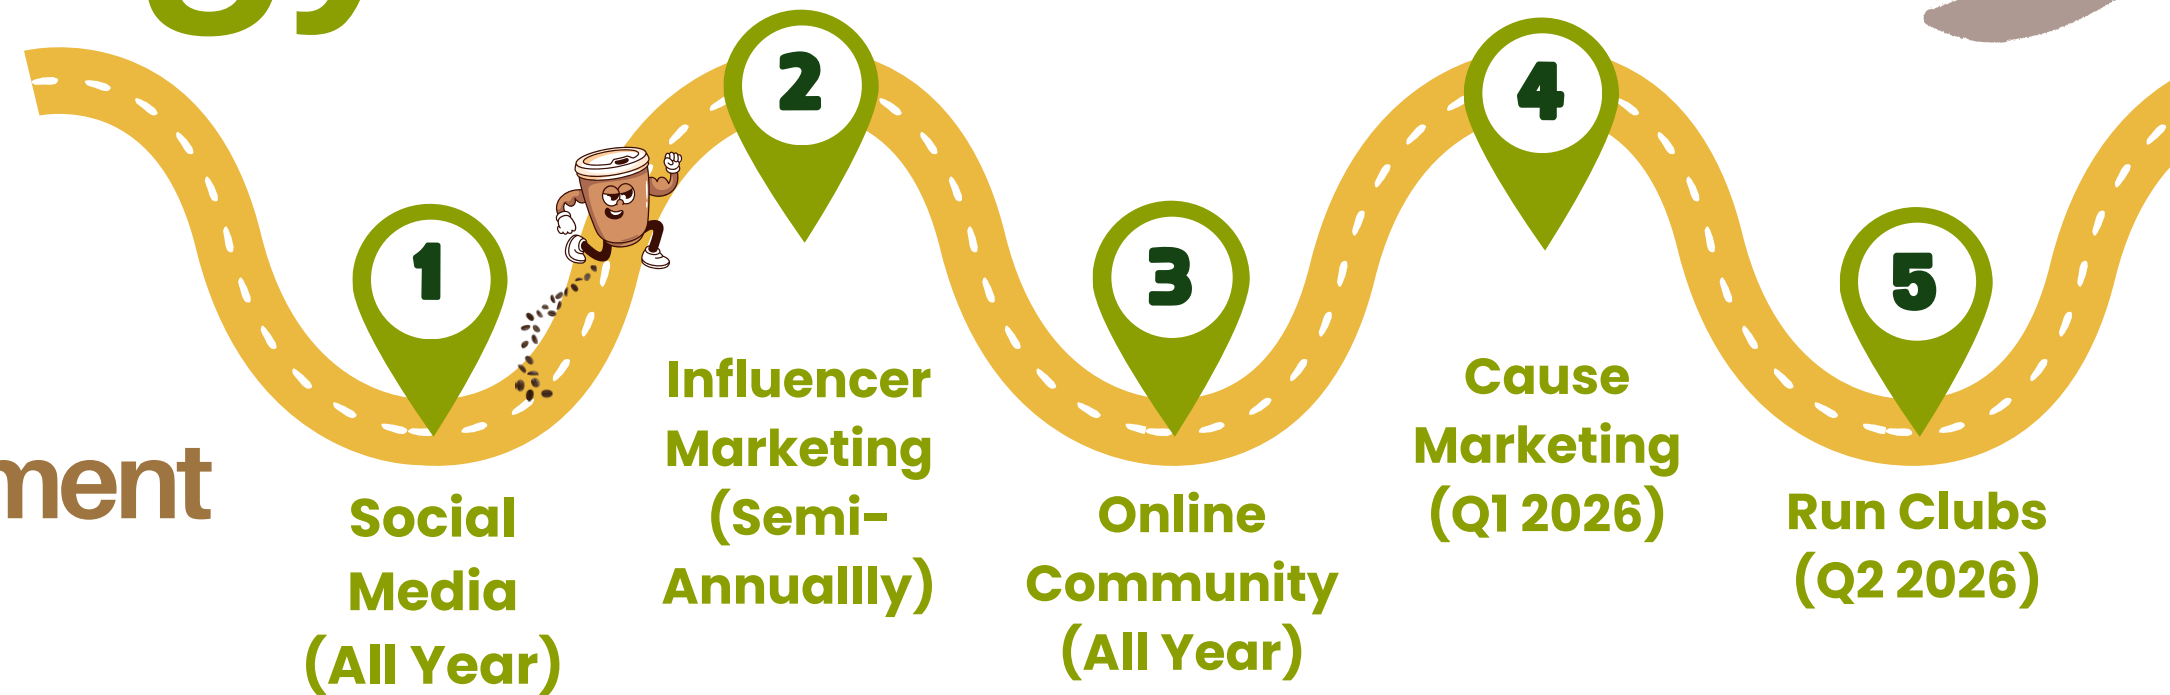 gy
1
2
3
4
5
ment
Social
Media
(All Year)
Influencer
Marketing
(Semi-
Annuallly)
Online
Community
(All Year)
Cause
Marketing
(Q1 2026)
Run Clubs
(Q2 2026)